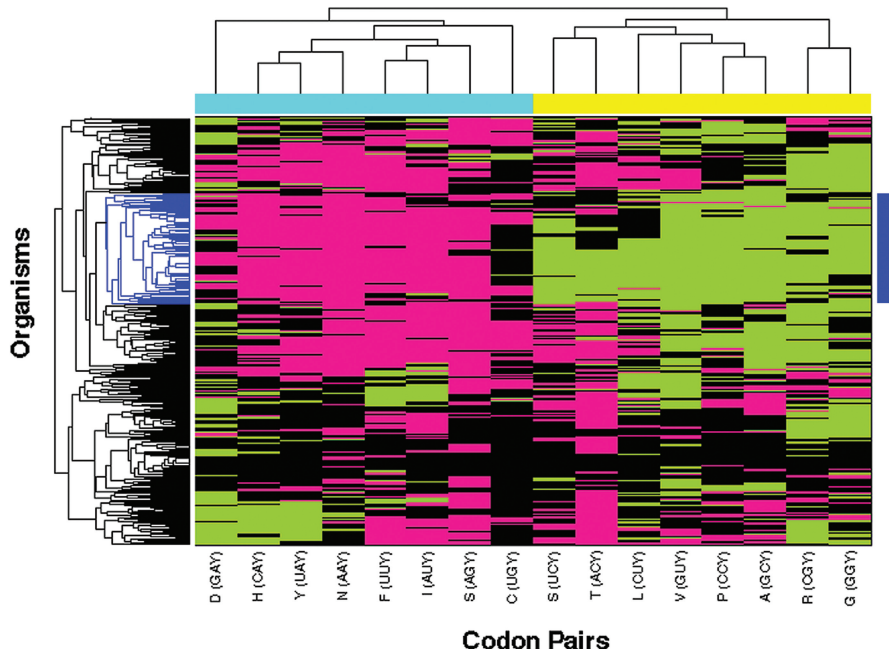 Organisms
D (GAY)
H (CAY)
Y (UAY)
N (AAY)
F (UUY)
I (AUY)
S (AGY)
C (UGY)
S (UCY)
T (ACY)
L (CUY)
V (GUY)
P (CCY)
A (GCY)
R (CGY)
G (GGY)
Codon Pairs